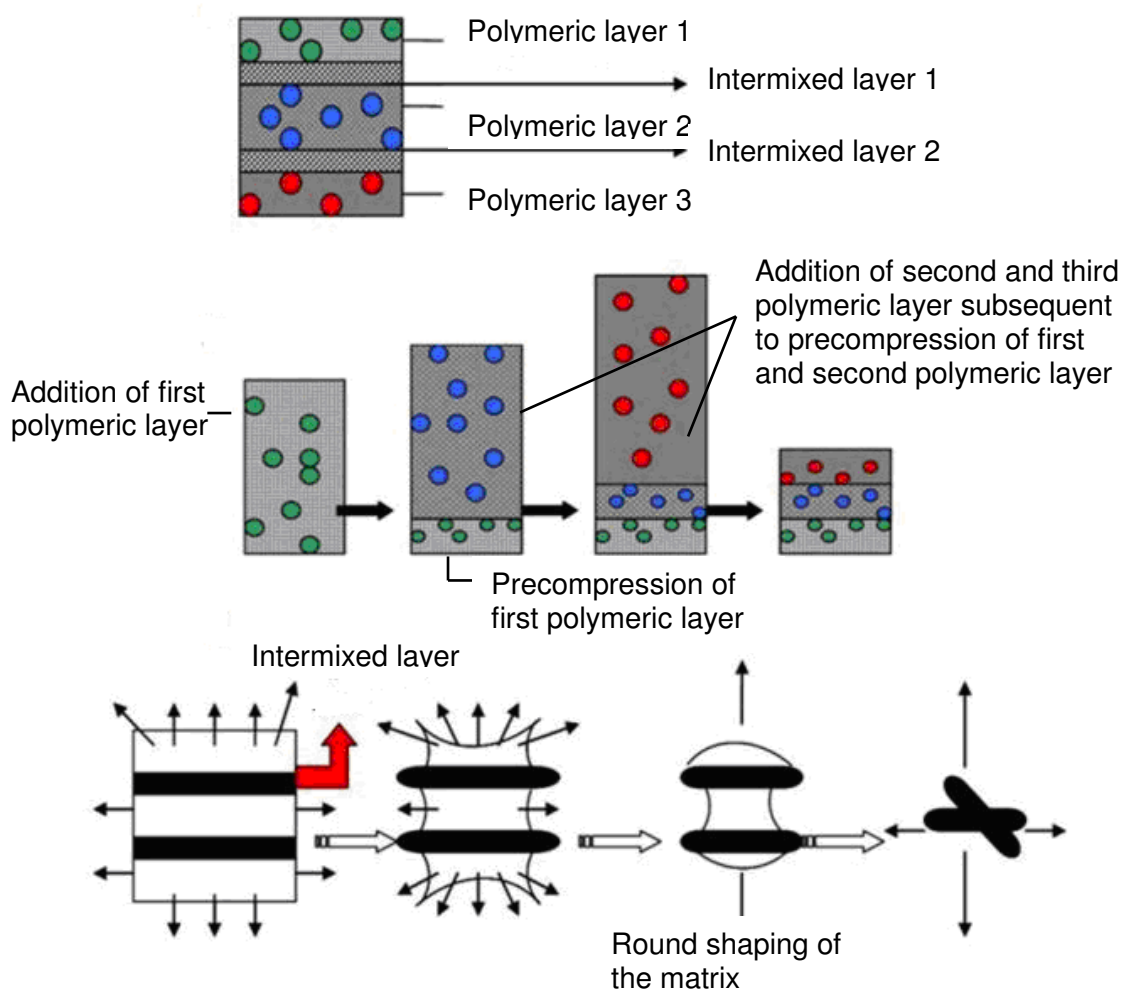 Polymeric layer 1
Intermixed layer 1
Polymeric layer 2
Intermixed layer 2
Polymeric layer 3
Addition of second and third
polymeric layer subsequent
to precompression of first
and second polymeric layer
Addition of first
polymeric layer
Precompression of
first polymeric layer
Intermixed layer
Round shaping of
the matrix